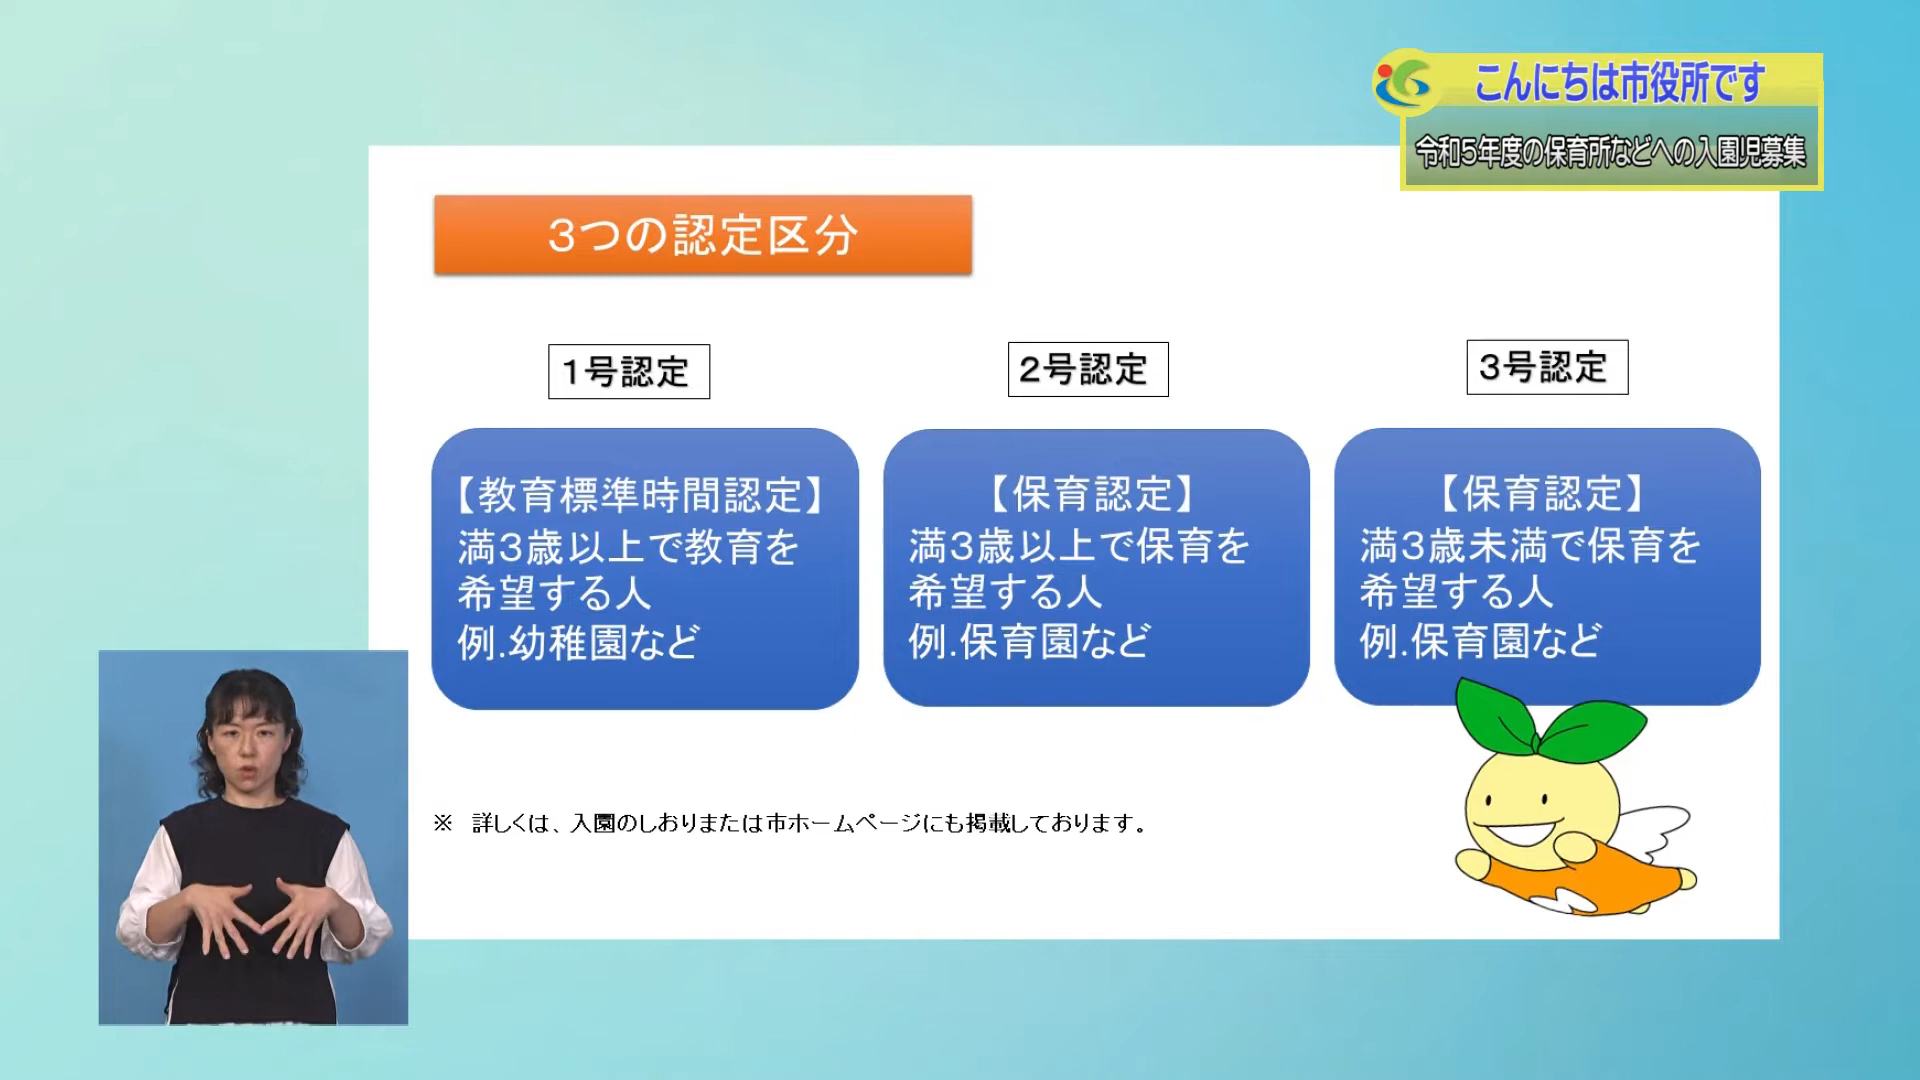 こんにちは市役所です
令和5年度の保育所などへの入園児募集
3つの認定区分
1号認定
【教育標準時間認定】
満3歳以上で教育を
希望する人
例.幼稚園など
2号認定
【保育認定】
満3歳以上で保育を
希望する人
例.保育園など
3号認定
【保育認定】
満3歳未満で保育を
希望する人
例.保育園など
※ 詳しくは、入園のしおりまたは市ホームページにも掲載しております。